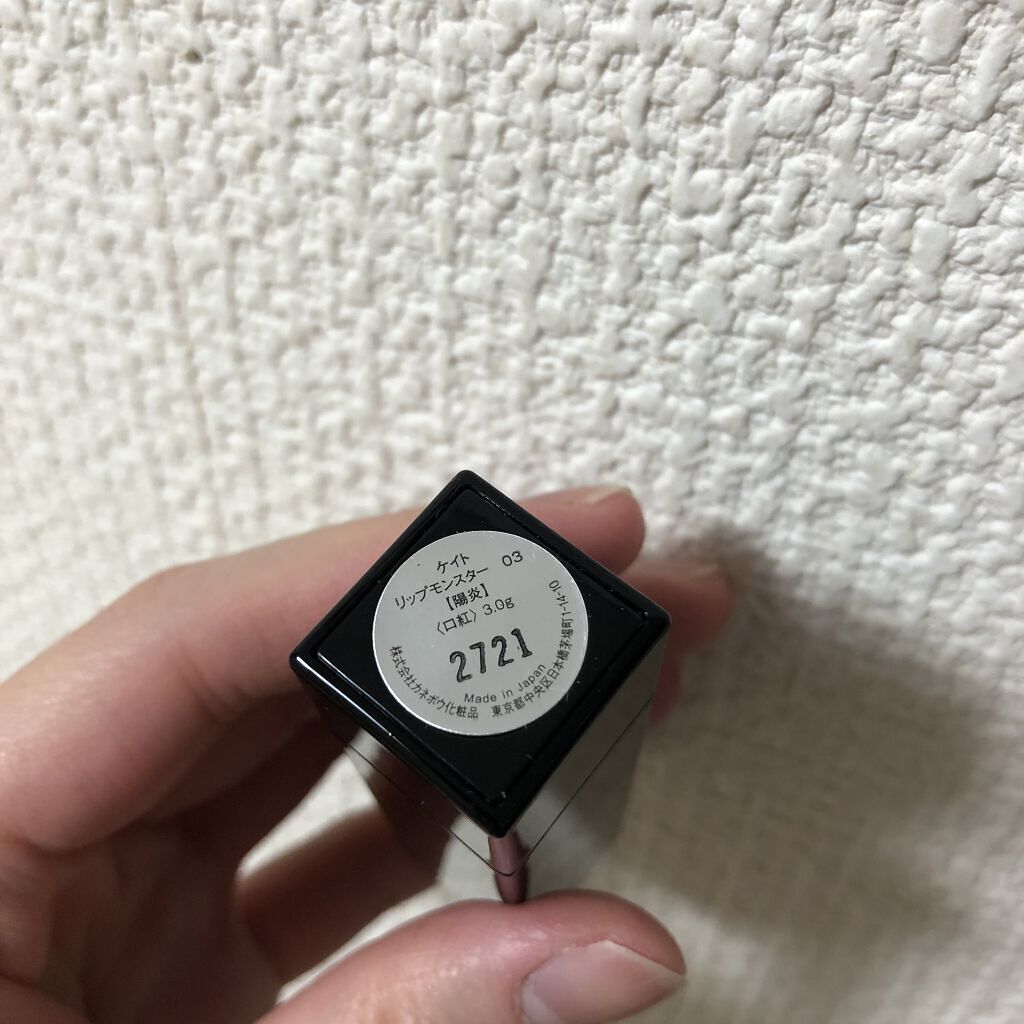 ケイト
リップモンスター 03
【陽炎】
〈口紅〉3.0g
2721
Made in Japan
株式会社カネボウ化粧品 東京都中央区日本橋茅場町1-14-10